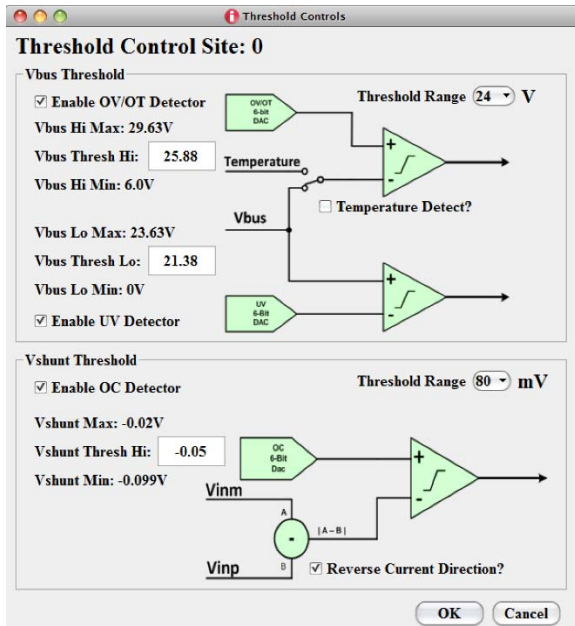 Threshold Controls
Threshold Control Site: 0
Vbus Threshold
Enable OV/OT Detector
OV/OT
6-bit
DAC
Threshold Range 24 V
Vbus Hi Max: 29.63V
Vbus Thresh Hi: 25.88
Vbus Hi Min: 6.0V
Temperature
+
-
Temperature Detect?
Vbus
Vbus Lo Max: 23.63V
Vbus Thresh Lo: 21.38
Vbus Lo Min: 0V
Enable UV Detector
UV
6-Bit
DAC
+
-
Vshunt Threshold
Enable OC Detector
Threshold Range 80 mV
Vshunt Max: -0.02V
Vshunt Thresh Hi: -0.05
Vshunt Min: -0.099V
OC
6-Bit
Dac
+
-
Vinm
A
-
|A-B|
B
Vinp
Reverse Current Direction?
OK Cancel